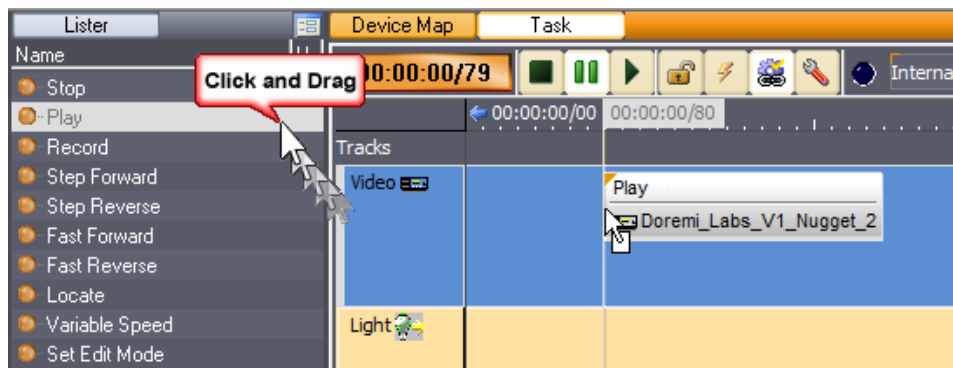 Lister
Device Map
Task
Name
Click and Drag
0:00:00/79
Interna
Stop
Play
Record
Step Forward
Step Reverse
Fast Forward
Fast Reverse
Locate
Variable Speed
Set Edit Mode
00:00:00/00
00:00:00/80
Tracks
Video
Play
Doremi_Labs_V1_Nugget_2
Light